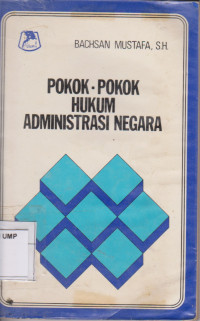 BACHSAN MUSTAFA, S.H.
POKOK-POKOK
HUKUM
ADMINISTRASI NEGARA
UMP